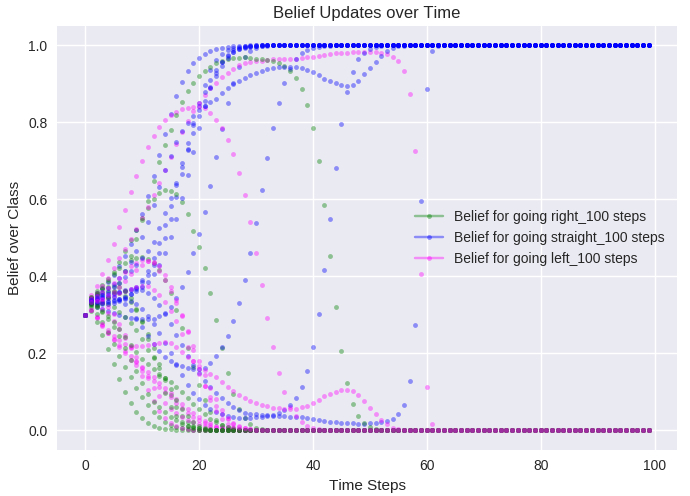 Belief Updates over Time
1.0
0.8
0.6
0.4
0.2
0.0
Belief over Class
Belief for going right_100 steps
Belief for going straight_100 steps
Belief for going left_100 steps
0 20 40 60 80 100
Time Steps